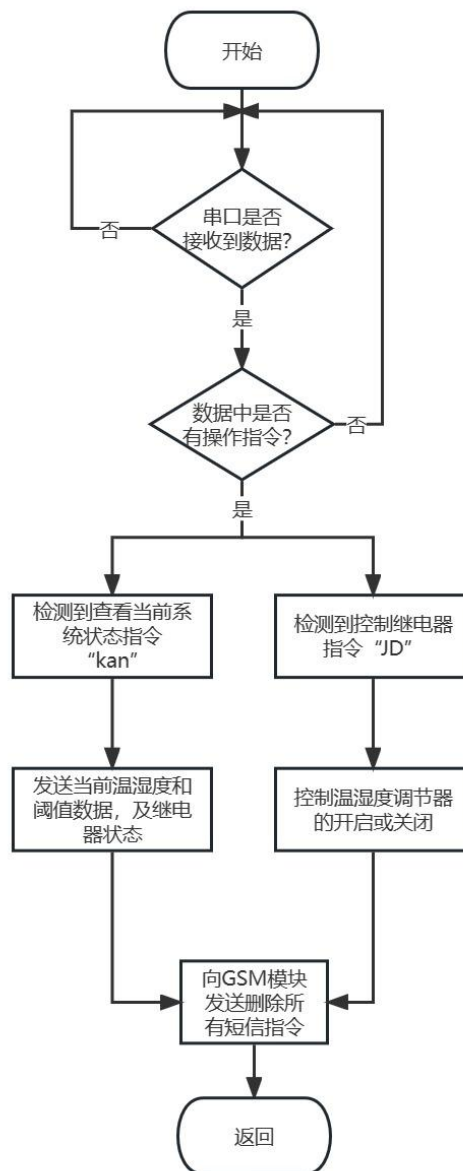 开始
串口是否
接收到数据?
否
是
数据中是否
有操作指令?
否
是
检测到查看当前系
统状态指令
“kan”
检测到控制继电器
指令“JD”
发送当前温湿度和
阈值数据，及继电
器状态
控制温湿度调节器
的开启或关闭
向GSM模块
发送删除所
有短信指令
返回